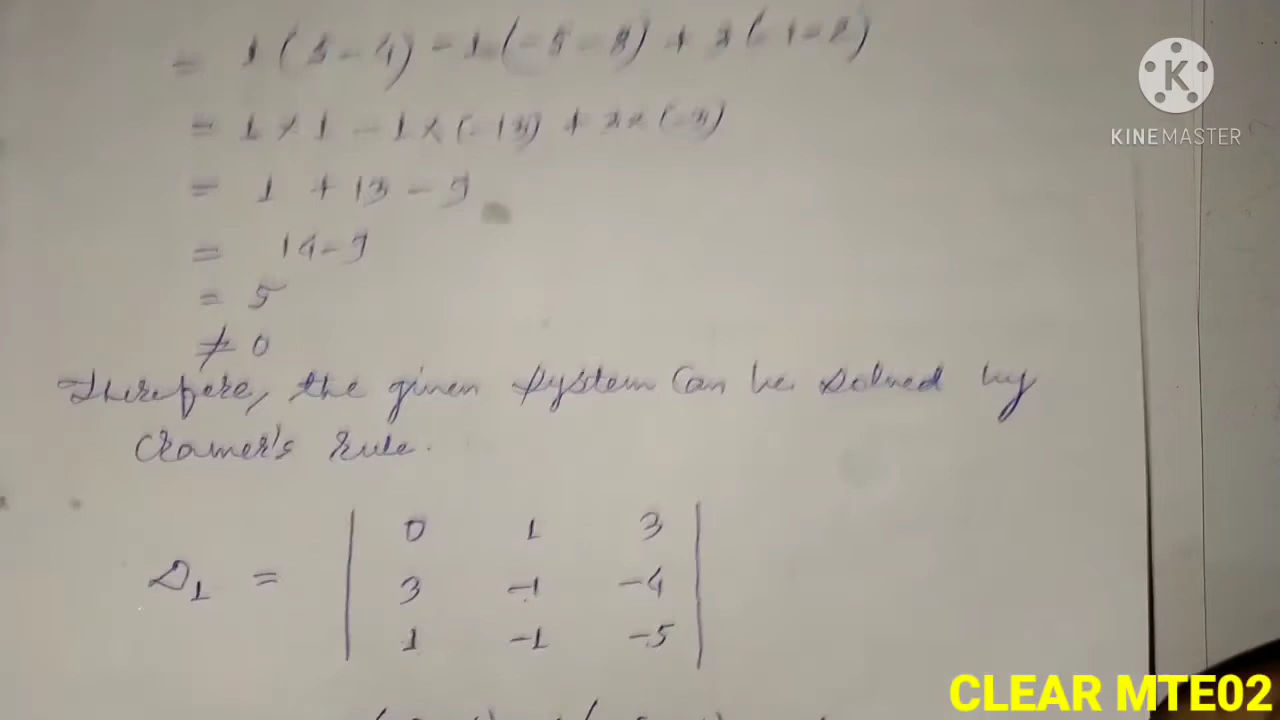 = 1(5-4) -1(-5-8) + 3(-1-2)
= 1×1 -1×(-13) + 3×(-3)
= 1 + 13 - 9
= 14-9
= 5
≠ 0
Therefore, the given system can be solved by
Cramer's rule.
D1 = | 0 1 3 |
| 3 -1 -4 |
| 1 -1 -5 |
K
KINEMASTER
CLEAR MTE02